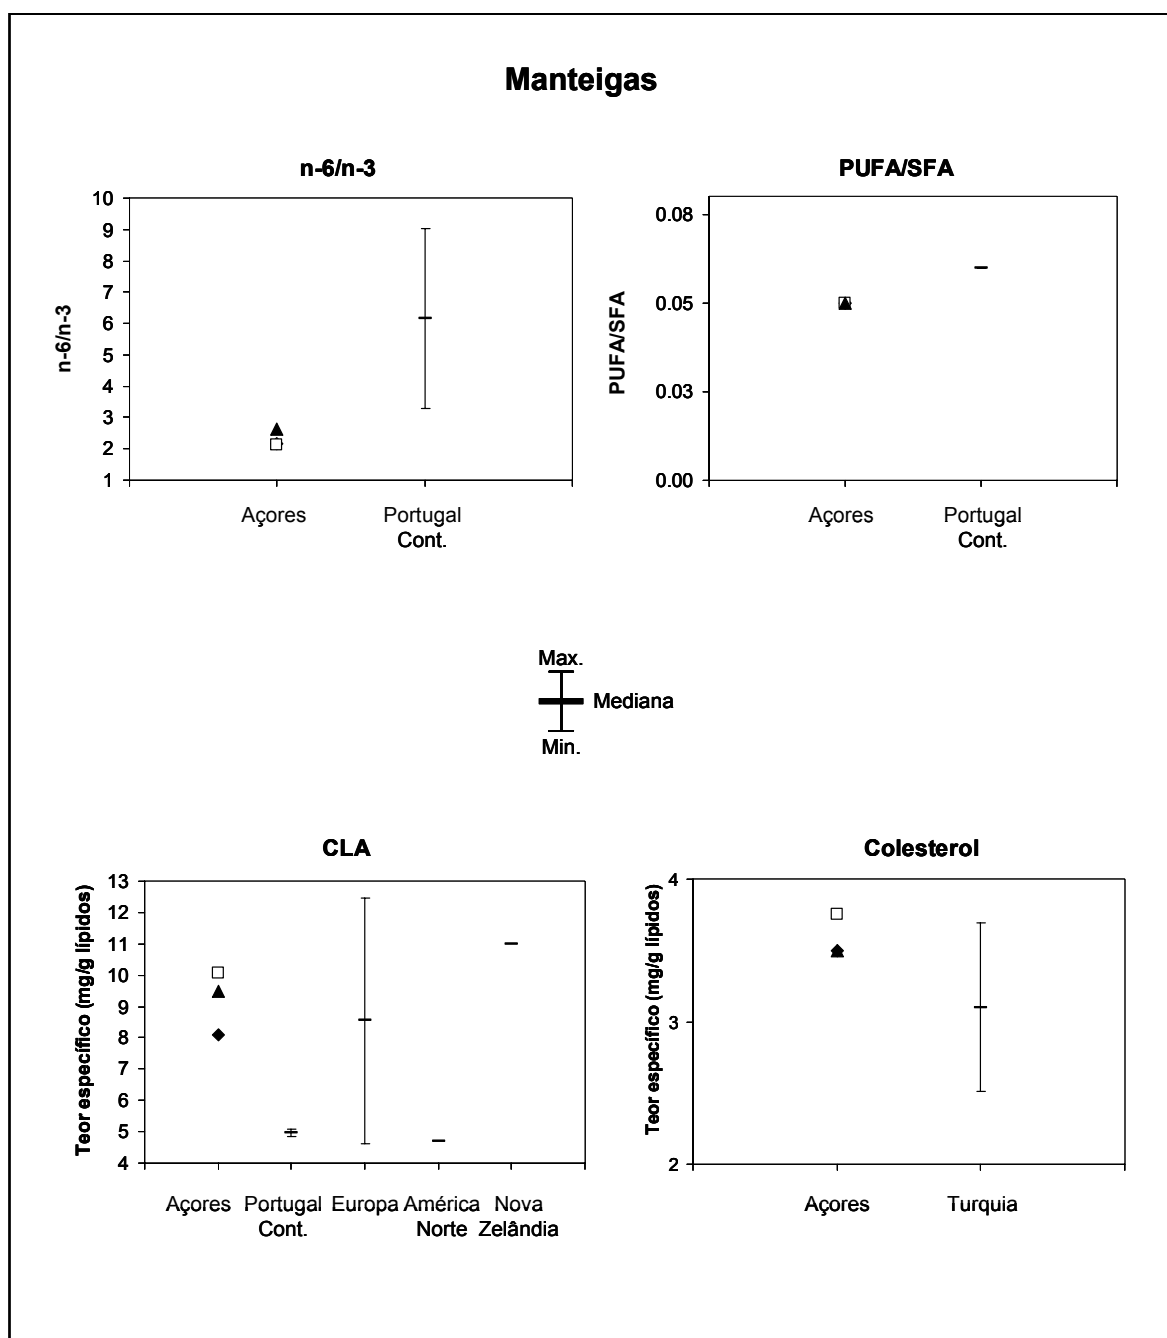 Manteigas
n-6/n-3
10
9
8
7
6
5
4
3
2
1
n-6/n-3
Açores
Portugal
Cont.
PUFA/SFA
0.08
0.05
0.03
0.00
PUFA/SFA
Açores
Portugal
Cont.
Max.
Mediana
Min.
CLA
13
12
11
10
9
8
7
6
5
4
Teor específico (mg/g lípidos)
Açores
Portugal
Cont.
Europa
América
Norte
Nova
Zelândia
Colesterol
4
3
2
Teor específico (mg/g lípidos)
Açores
Turquia